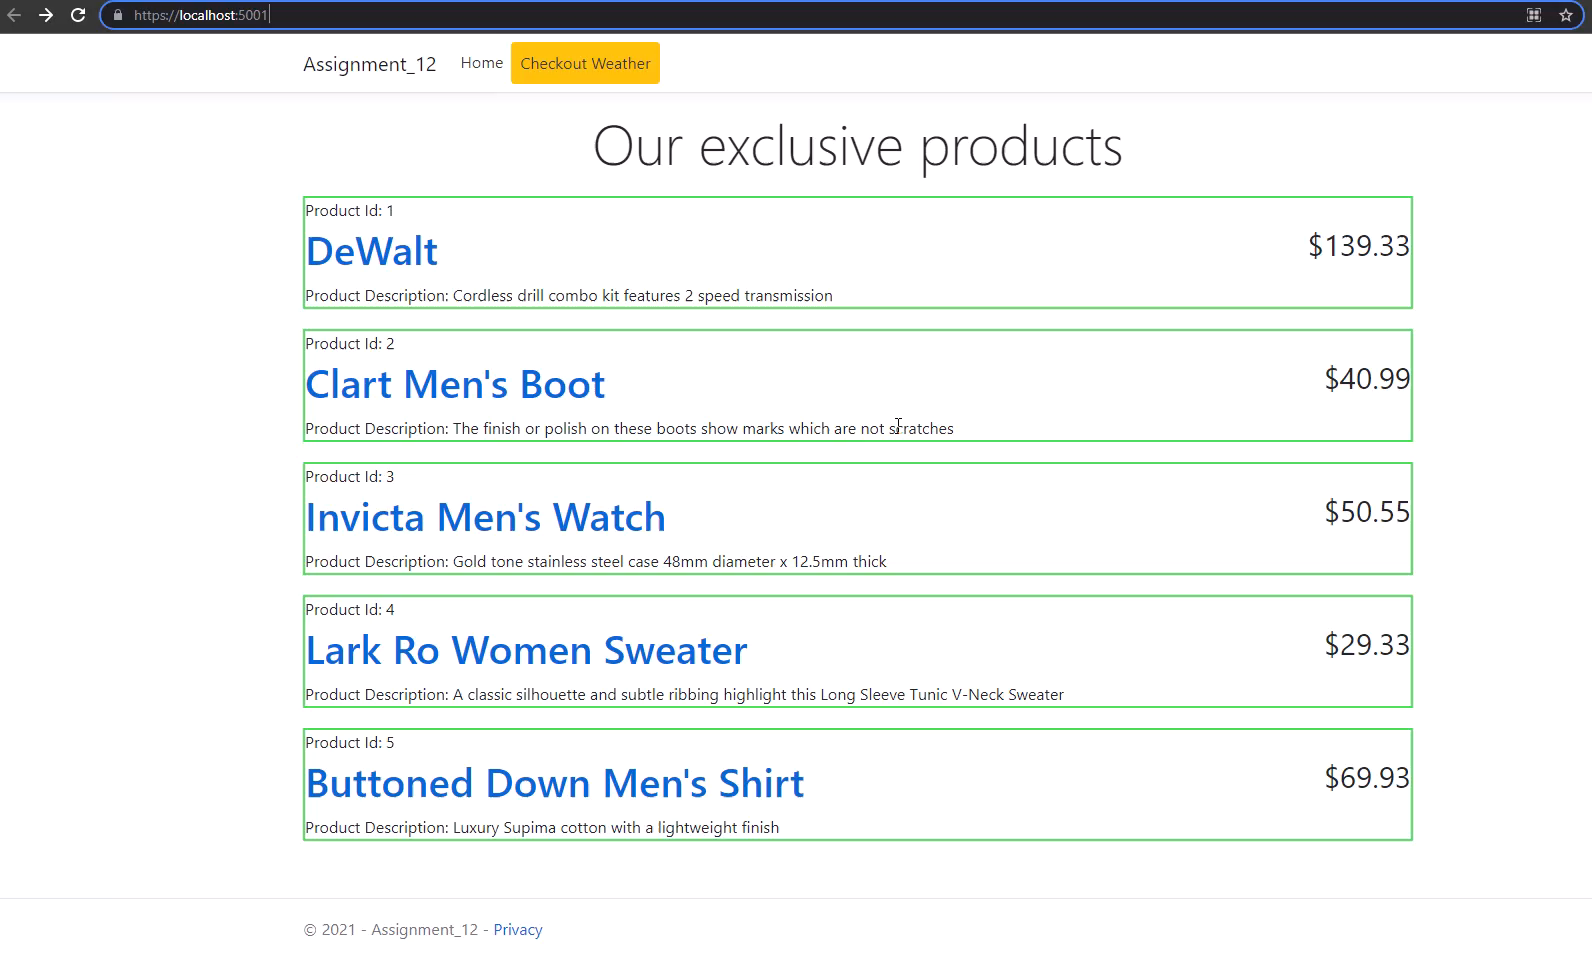 https://localhost:5001
Assignment_12 Home Checkout Weather
Our exclusive products
Product Id: 1
DeWalt
$139.33
Product Description: Cordless drill combo kit features 2 speed transmission
Product Id: 2
Clart Men's Boot
$40.99
Product Description: The finish or polish on these boots show marks which are not scratches
Product Id: 3
Invicta Men's Watch
$50.55
Product Description: Gold tone stainless steel case 48mm diameter x 12.5mm thick
Product Id: 4
Lark Ro Women Sweater
$29.33
Product Description: A classic silhouette and subtle ribbing highlight this Long Sleeve Tunic V-Neck Sweater
Product Id: 5
Buttoned Down Men's Shirt
$69.93
Product Description: Luxury Supima cotton with a lightweight finish
© 2021 - Assignment_12 - Privacy